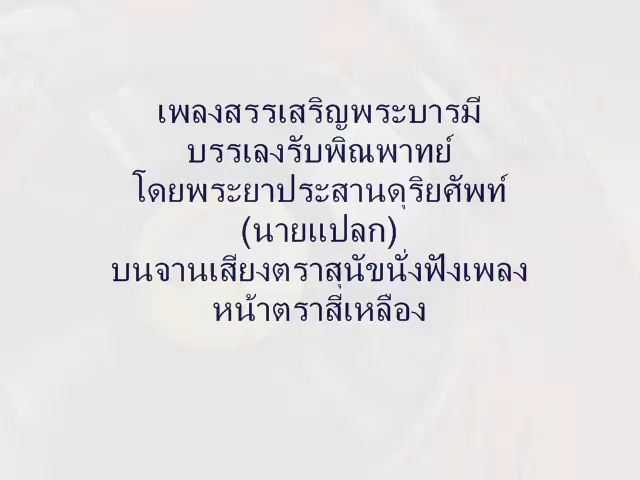 เพลงสรรเสริญพระบารมี
บรรเลงรับพิณพาทย์
โดยพระยาประสานดุริยศัพท์
(นายแปลก)
บนจานเสียงตราสุนัขนั่งฟังเพลง
หน้าตราสีเหลือง